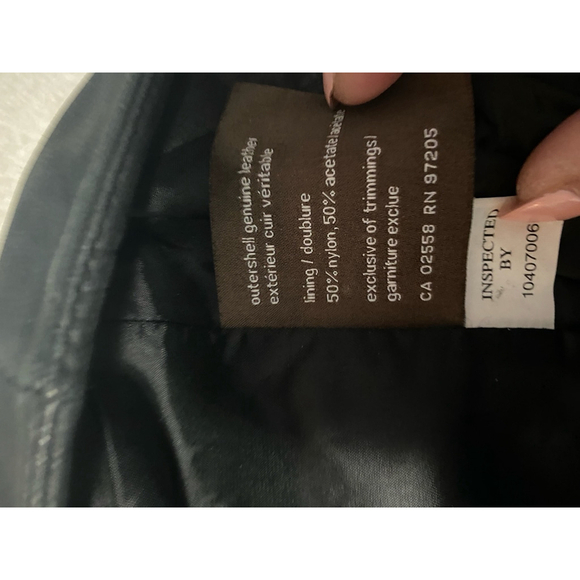 outershell genuine leather
extérieur cuir véritable
lining / doublure
50% nylon, 50% acetate/acétate
exclusive of trimmings/
garniture exclue
CA 02558 RN 97205
INSPECTED
BY
10407006